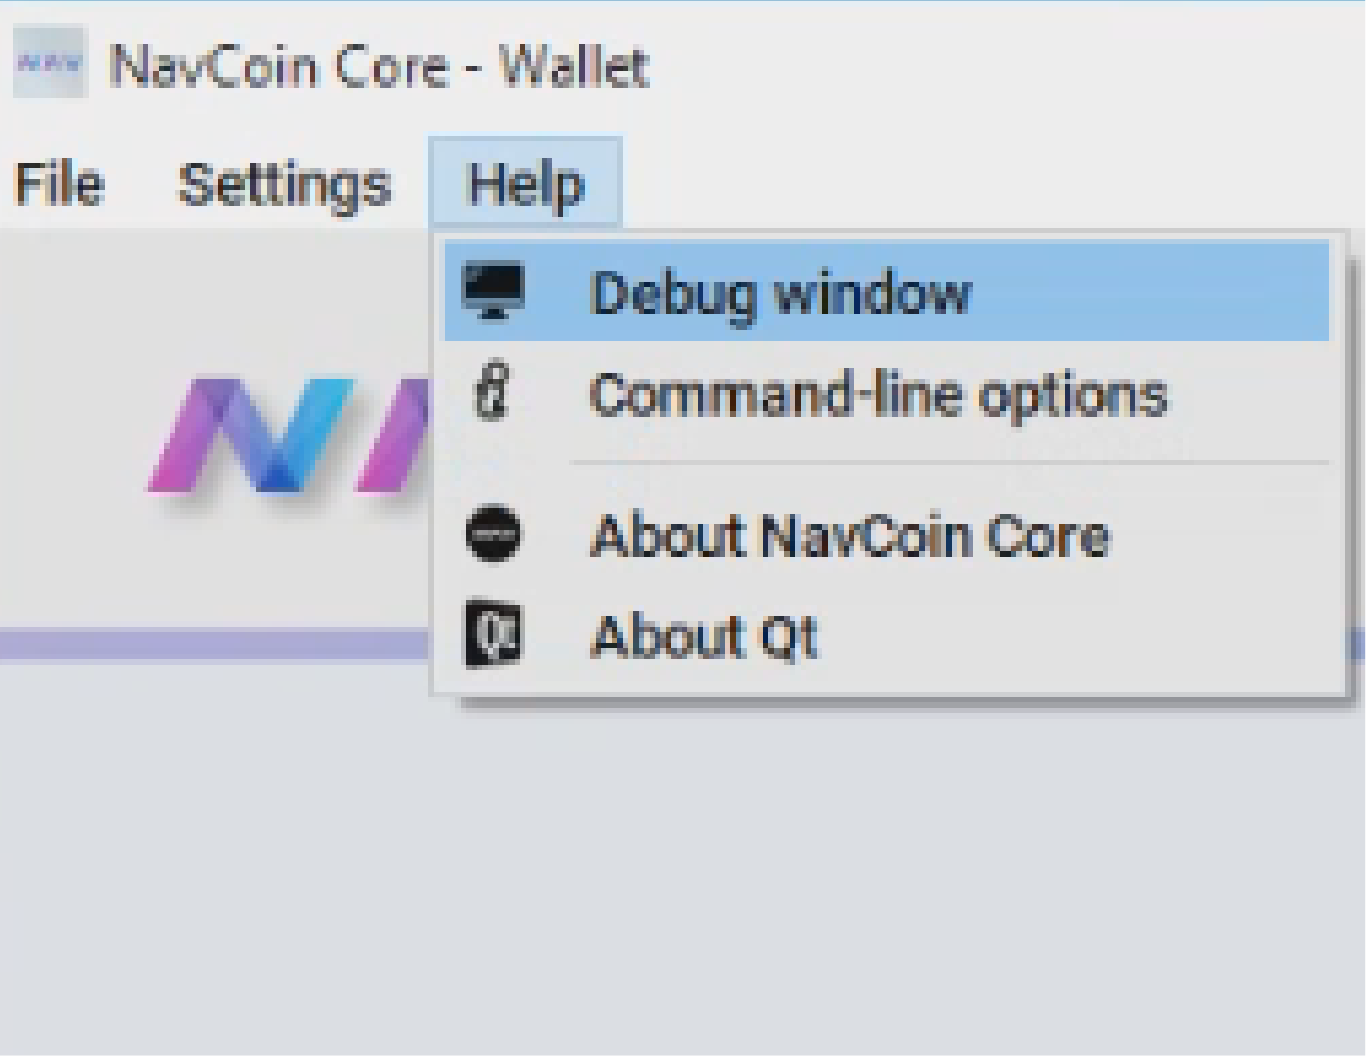 NavCoin Core - Wallet
File Settings Help
Debug window
Command-line options
About NavCoin Core
About Qt